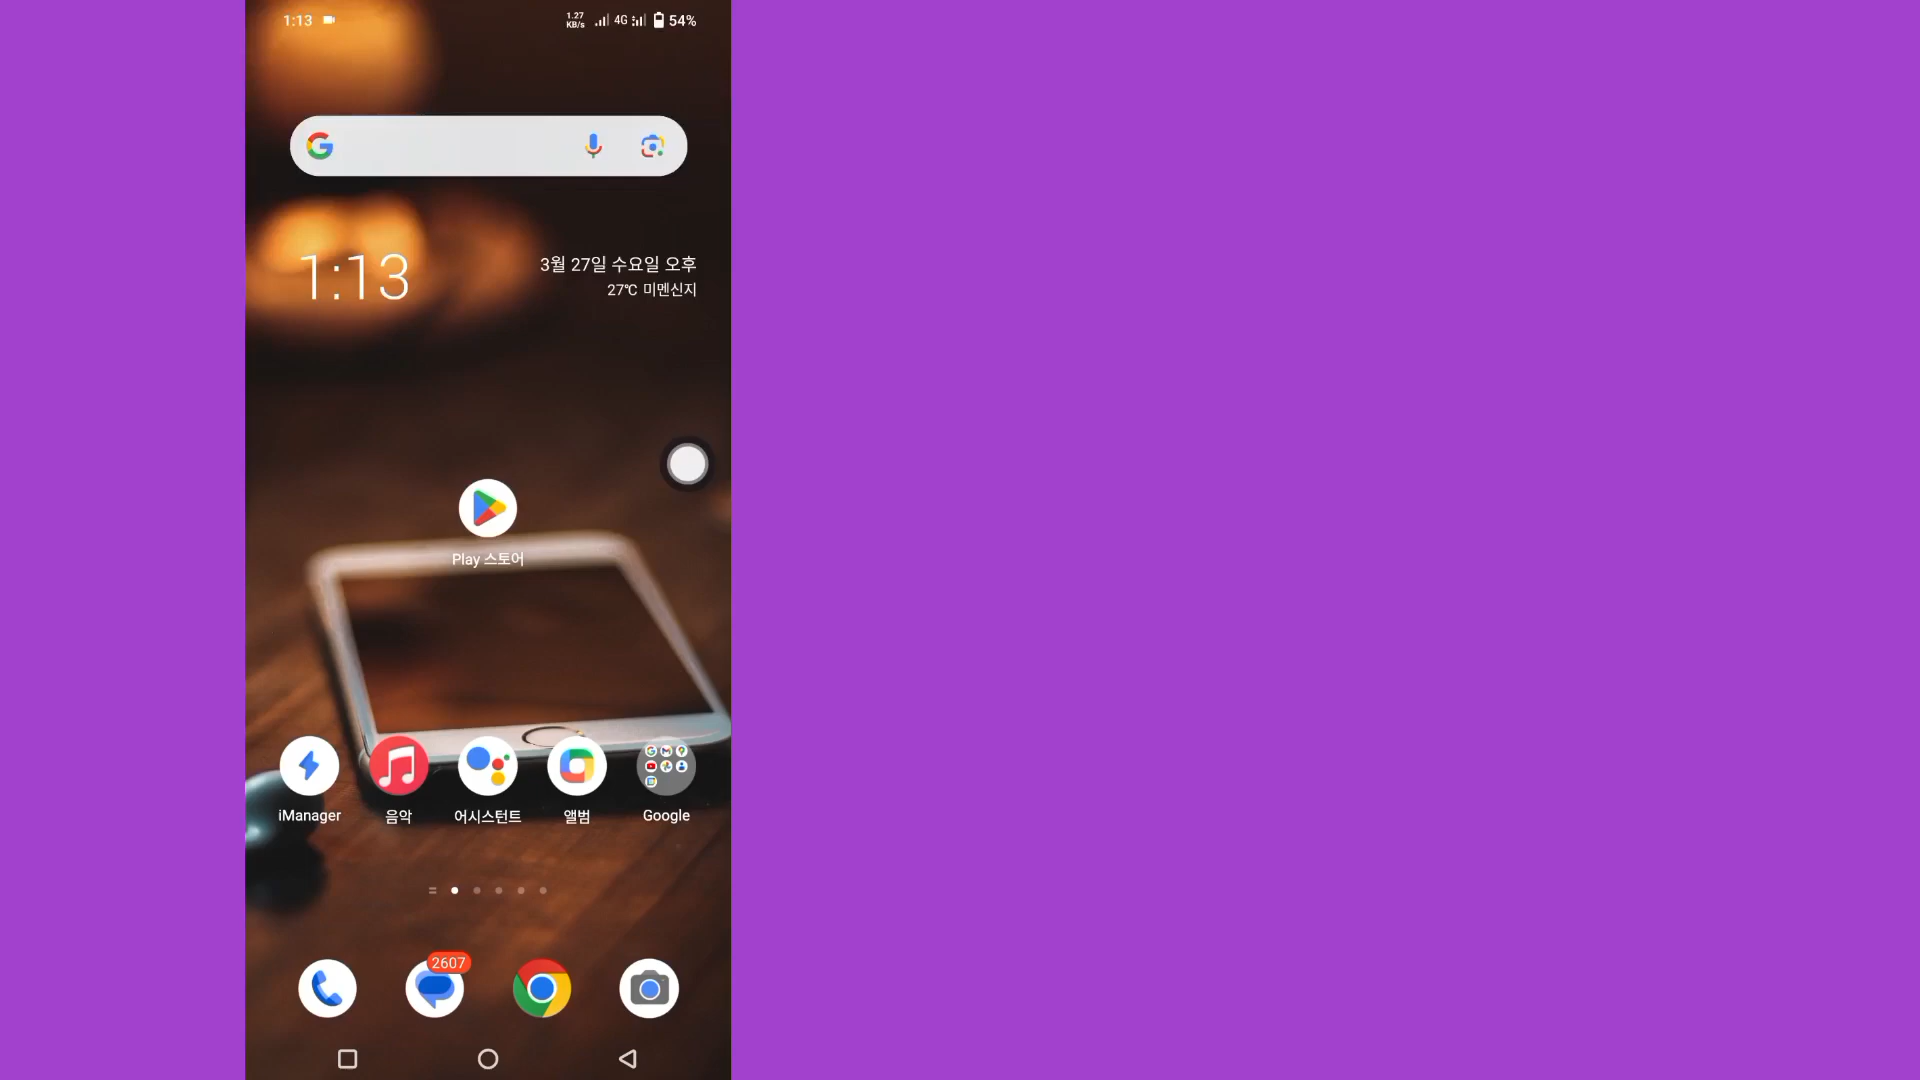 1:13
1.27
KB/s
4G
54%
1:13
3월 27일 수요일 오후
27℃ 미멘신지
Play 스토어
iManager
음악
어시스턴트
앨범
Google
2607